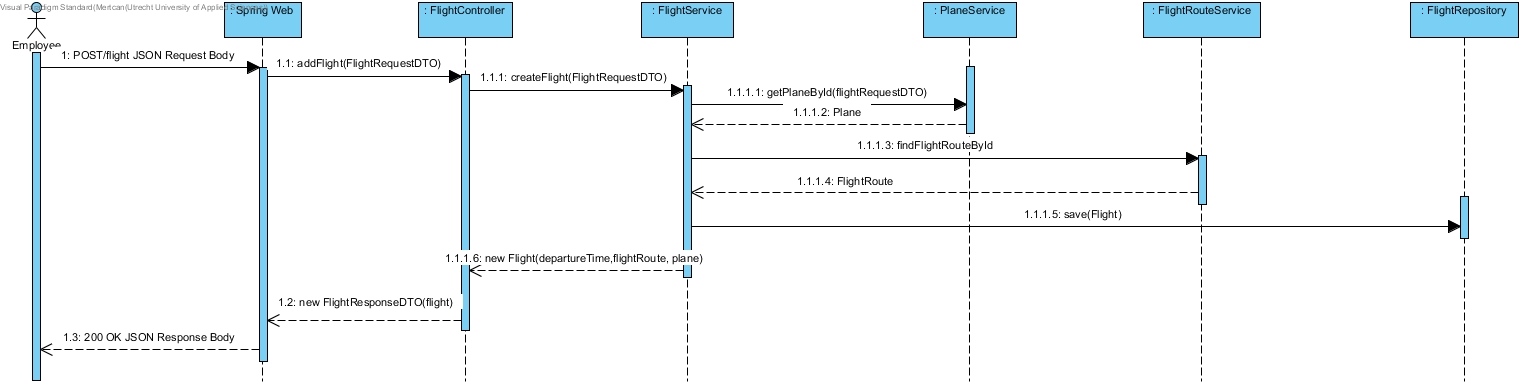 Visual Paradigm Standard(Merican(Utrecht University of Applied
: Spring Web
: FlightController
: FlightService
: PlaneService
: FlightRouteService
: FlightRepository
Employee
1: POST/flight JSON Request Body
1.1: addFlight(FlightRequestDTO)
1.1.1: createFlight(FlightRequestDTO)
1.1.1.1: getPlaneById(flightRequestDTO)
1.1.1.2: Plane
1.1.1.3: findFlightRouteById
1.1.1.4: FlightRoute
1.1.1.5: save(Flight)
1.1.1.6: new Flight(departureTime,flightRoute, plane)
1.2: new FlightResponseDTO(flight)
1.3: 200 OK JSON Response Body